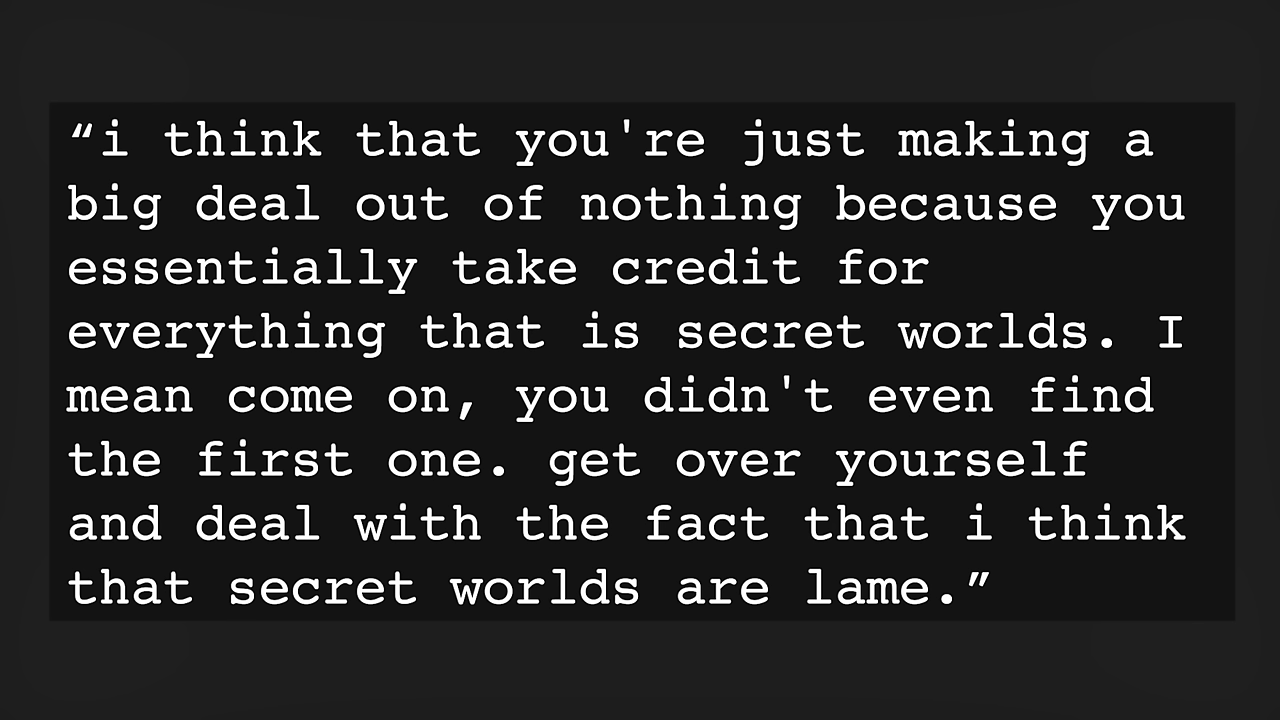 “i think that you're just making a
big deal out of nothing because you
essentially take credit for
everything that is secret worlds. I
mean come on, you didn't even find
the first one. get over yourself
and deal with the fact that i think
that secret worlds are lame.”